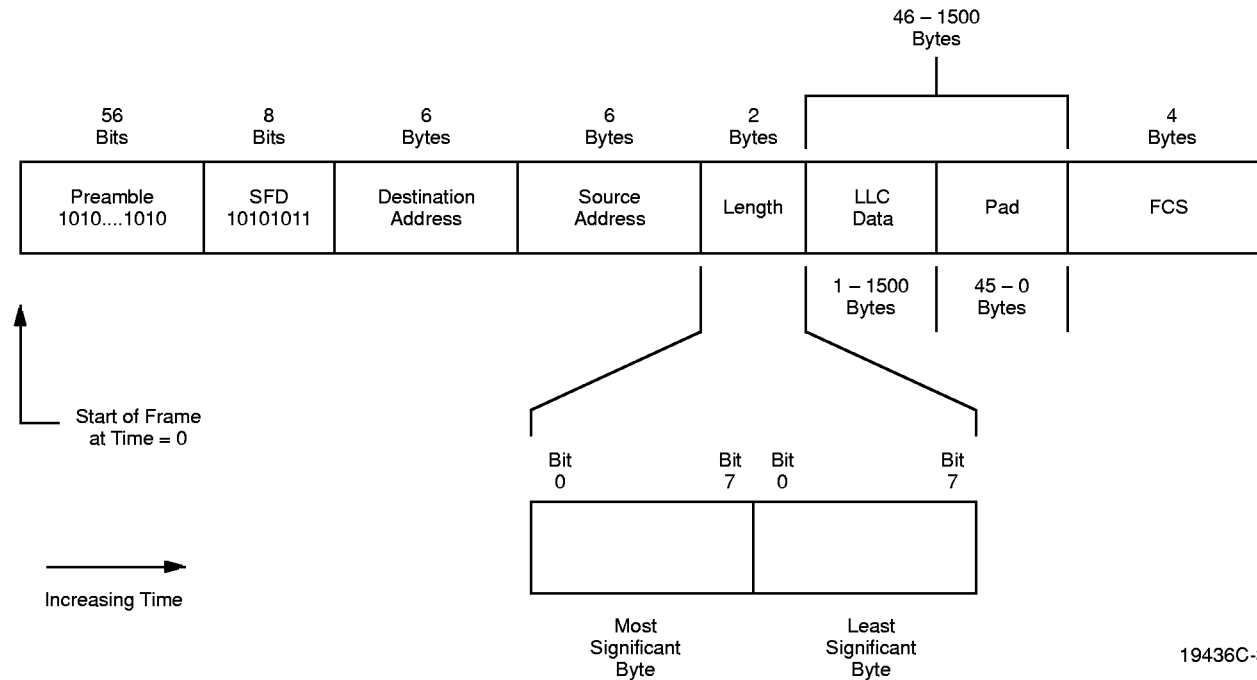 46 – 1500
Bytes
56
Bits
8
Bits
6
Bytes
6
Bytes
2
Bytes
4
Bytes
Preamble
1010....1010
SFD
10101011
Destination
Address
Source
Address
Length
LLC
Data
Pad
FCS
1 – 1500
Bytes
45 – 0
Bytes
Start of Frame
at Time = 0
Bit
0
Bit
7
Bit
0
Bit
7
Increasing Time
Most
Significant
Byte
Least
Significant
Byte
19436C-